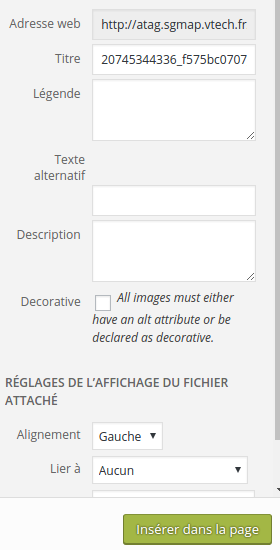 Adresse web http://atag.sgmap.vtech.fr
Titre 20745344336_f575bc0707
Légende
Texte
alternatif
Description
Decorative All images must either
have an alt attribute or be
declared as decorative.
RÉGLAGES DE L'AFFICHAGE DU FICHIER
ATTACHÉ
Alignement Gauche
Lier à Aucun
Insérer dans la page